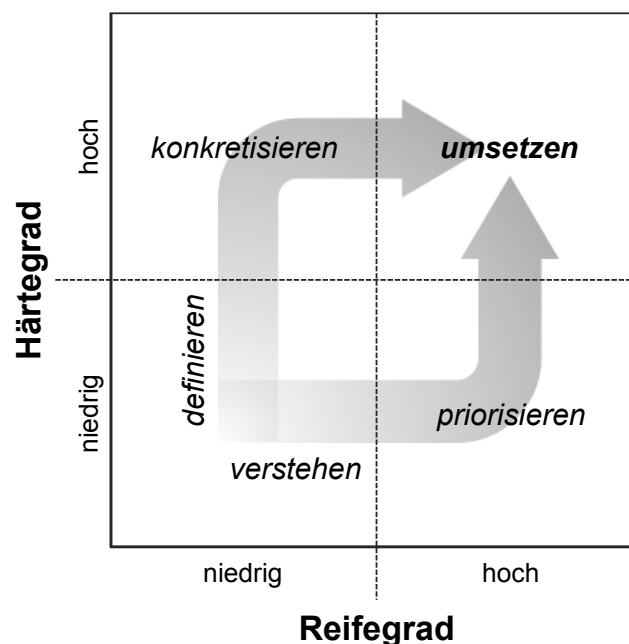 hoch
konkretisieren
umsetzen
Härtegrad
definieren
niedrig
priorisieren
verstehen
niedrig
hoch
Reifegrad